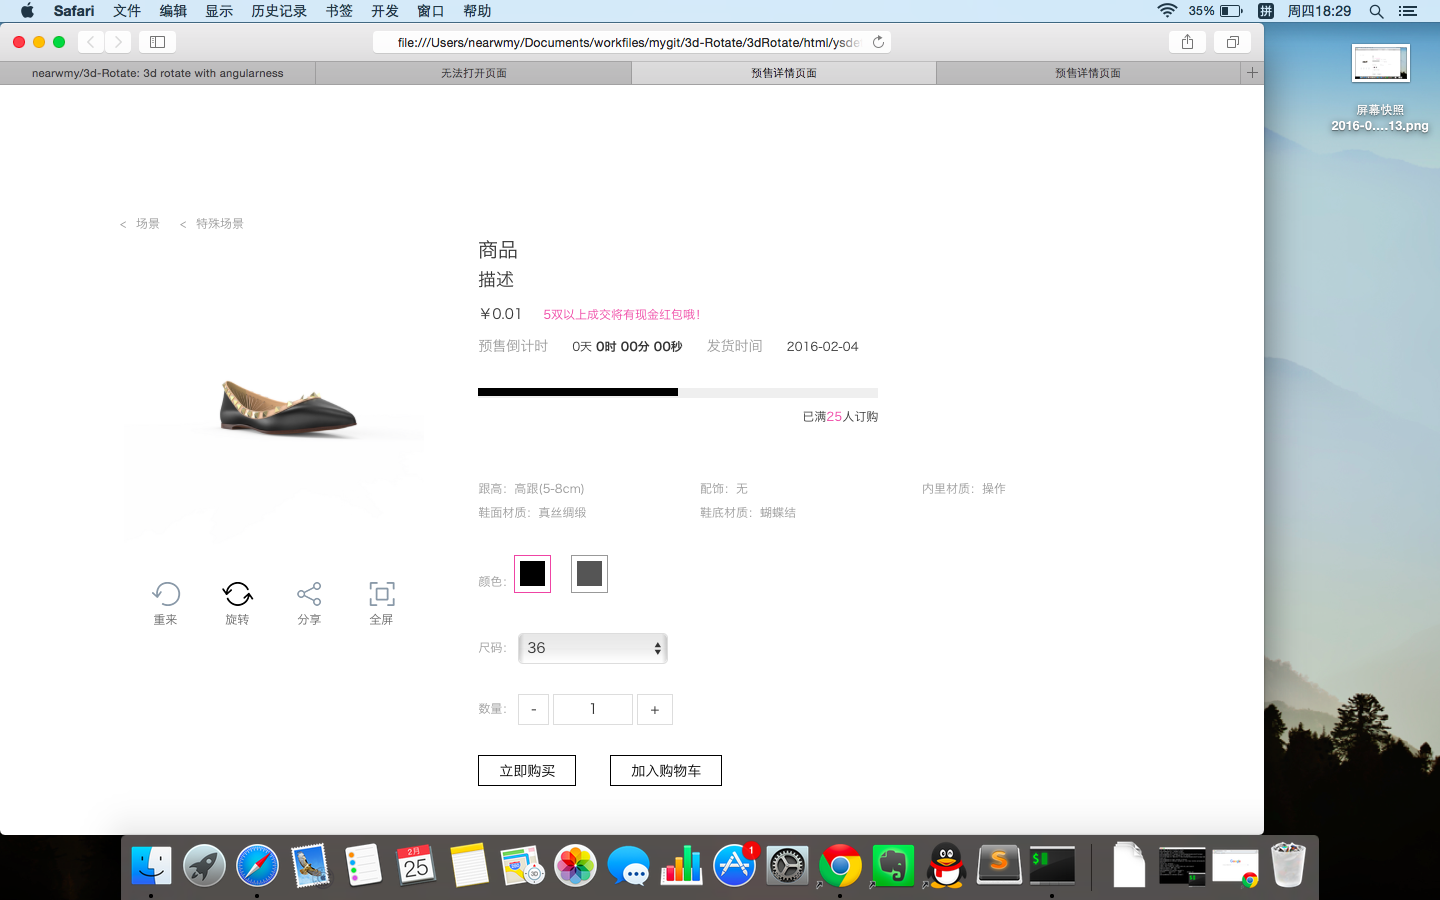 Safari 文件 编辑 显示 历史记录 书签 开发 窗口 帮助 35% 拼 周四18:29
file:///Users/nearwmy/Documents/workfiles/mygit/3d-Rotate/3dRotate/html/ysde
nearwmy/3d-Rotate: 3d rotate with angularness 无法打开页面 预售详情页面 预售详情页面
屏幕快照
2016-0....13.png
< 场景 < 特殊场景
商品
描述
¥0.01 5双以上成交将有现金红包哦!
预售倒计时 0天 0时 00分 00秒 发货时间 2016-02-04
已满25人订购
跟高: 高跟(5-8cm) 配饰: 无 内里材质: 操作
鞋面材质: 真丝绸缎 鞋底材质: 蝴蝶结
颜色:
重来 旋转 分享 全屏
尺码: 36
数量: - 1 +
立即购买 加入购物车
2月
25
3D
1
S
$